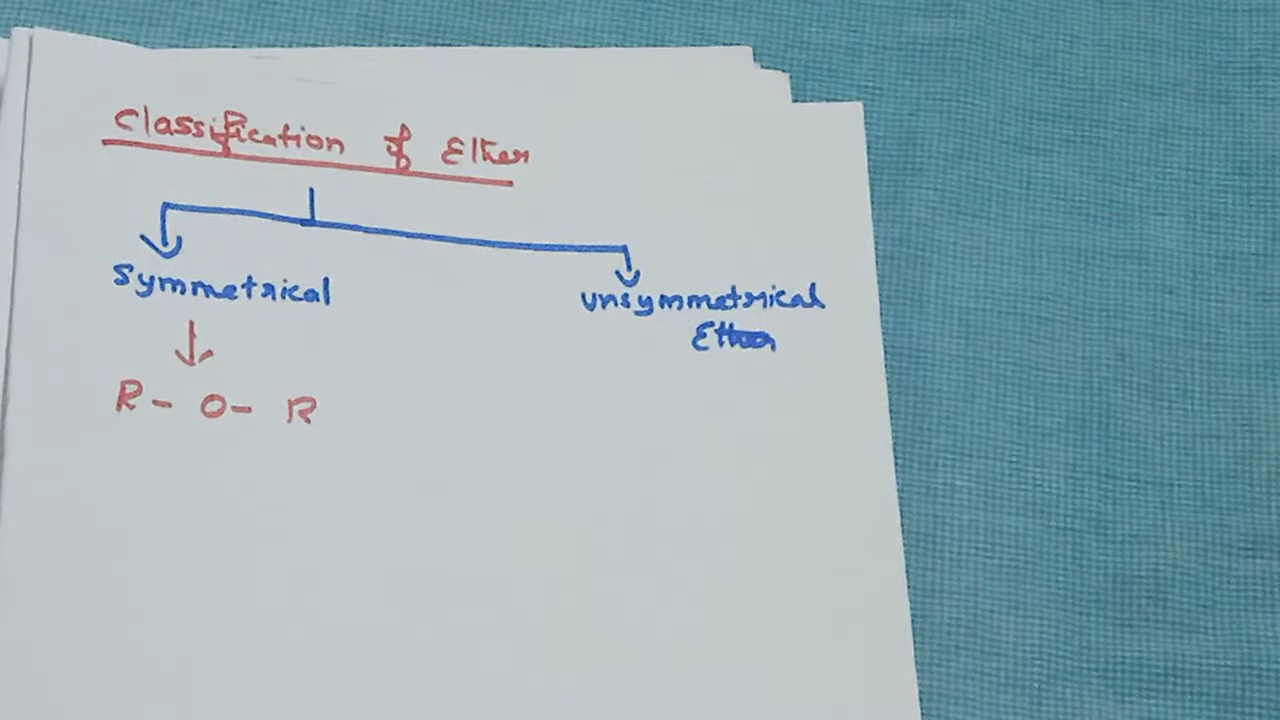 Classification of Ether
Symmetrical
unsymmetrical
Ether
R - O - R